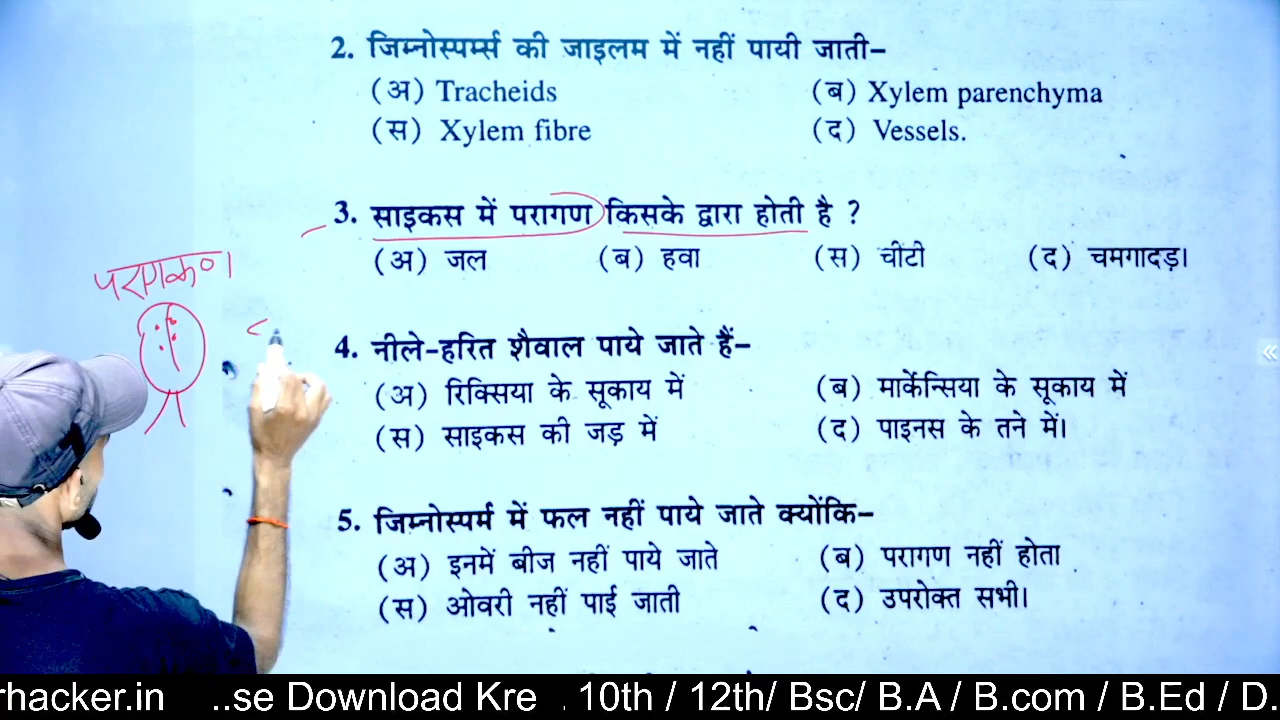 2. जिम्नोस्पर्म्स की जाइलम में नहीं पायी जाती-
(अ) Tracheids (ब) Xylem parenchyma
(स) Xylem fibre (द) Vessels.
3. साइकस में परागण किसके द्वारा होती है ?
(अ) जल (ब) हवा (स) चींटी (द) चमगादड़।
परागकण
4. नीले-हरित शैवाल पाये जाते हैं-
(अ) रिक्सिया के सूकाय में (ब) मार्केन्सिया के सूकाय में
(स) साइकस की जड़ में (द) पाइनस के तने में।
5. जिम्नोस्पर्म में फल नहीं पाये जाते क्योंकि-
(अ) इनमें बीज नहीं पाये जाते (ब) परागण नहीं होता
(स) ओवरी नहीं पाई जाती (द) उपरोक्त सभी।
rhacker.in ..se Download Kre .. 10th / 12th/ Bsc/ B.A / B.com / B.Ed / D.